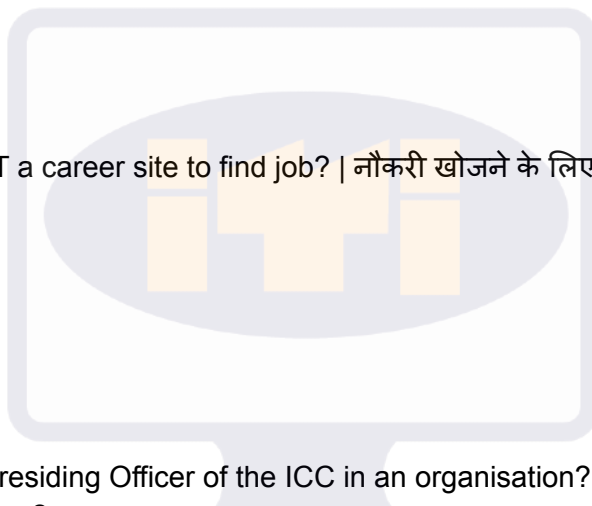 T a career site to find job? | नौकरी खोजने के लिए
iTi
residing Officer of the ICC in an organisation?